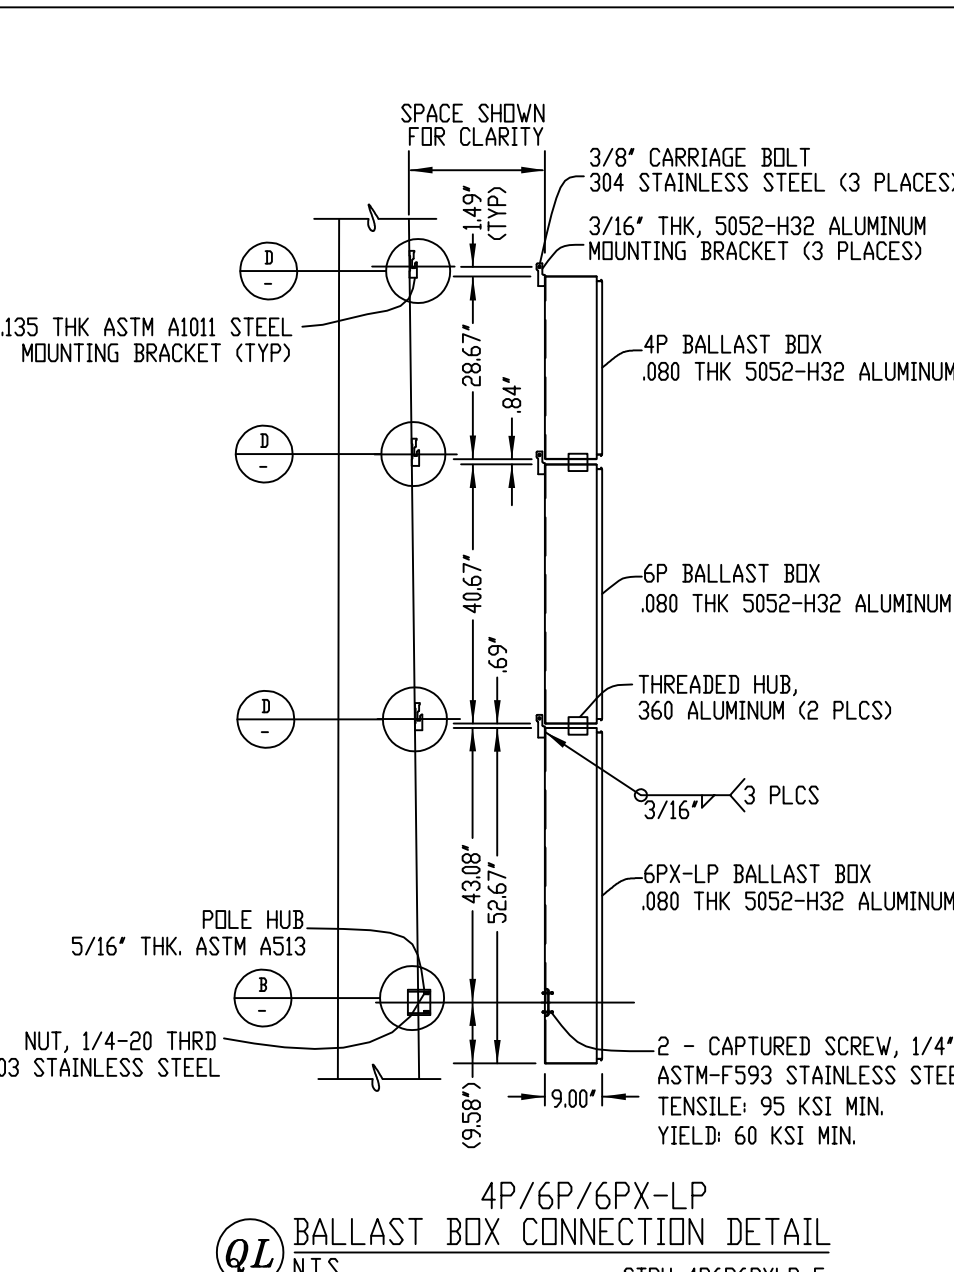 SPACE SHOWN
FOR CLARITY
3/8" CARRIAGE BOLT
304 STAINLESS STEEL (3 PLACES)
1.49"
(TYP)
3/16" THK, 5052-H32 ALUMINUM
MOUNTING BRACKET (3 PLACES)
D
-
.135 THK ASTM A1011 STEEL
MOUNTING BRACKET (TYP)
28.67"
4P BALLAST BOX
.080 THK 5052-H32 ALUMINUM
.84"
D
-
40.67"
6P BALLAST BOX
.080 THK 5052-H32 ALUMINUM
.69"
THREADED HUB,
360 ALUMINUM (2 PLCS)
D
-
3/16"
3 PLCS
43.08"
52.67"
6PX-LP BALLAST BOX
.080 THK 5052-H32 ALUMINUM
POLE HUB
5/16" THK. ASTM A513
B
-
NUT, 1/4-20 THRD
03 STAINLESS STEEL
2 - CAPTURED SCREW, 1/4"
ASTM-F593 STAINLESS STEE
TENSILE: 95 KSI MIN.
YIELD: 60 KSI MIN.
(9.58")
9.00"
4P/6P/6PX-LP
QL
BALLAST BOX CONNECTION DETAIL
N.T.S.